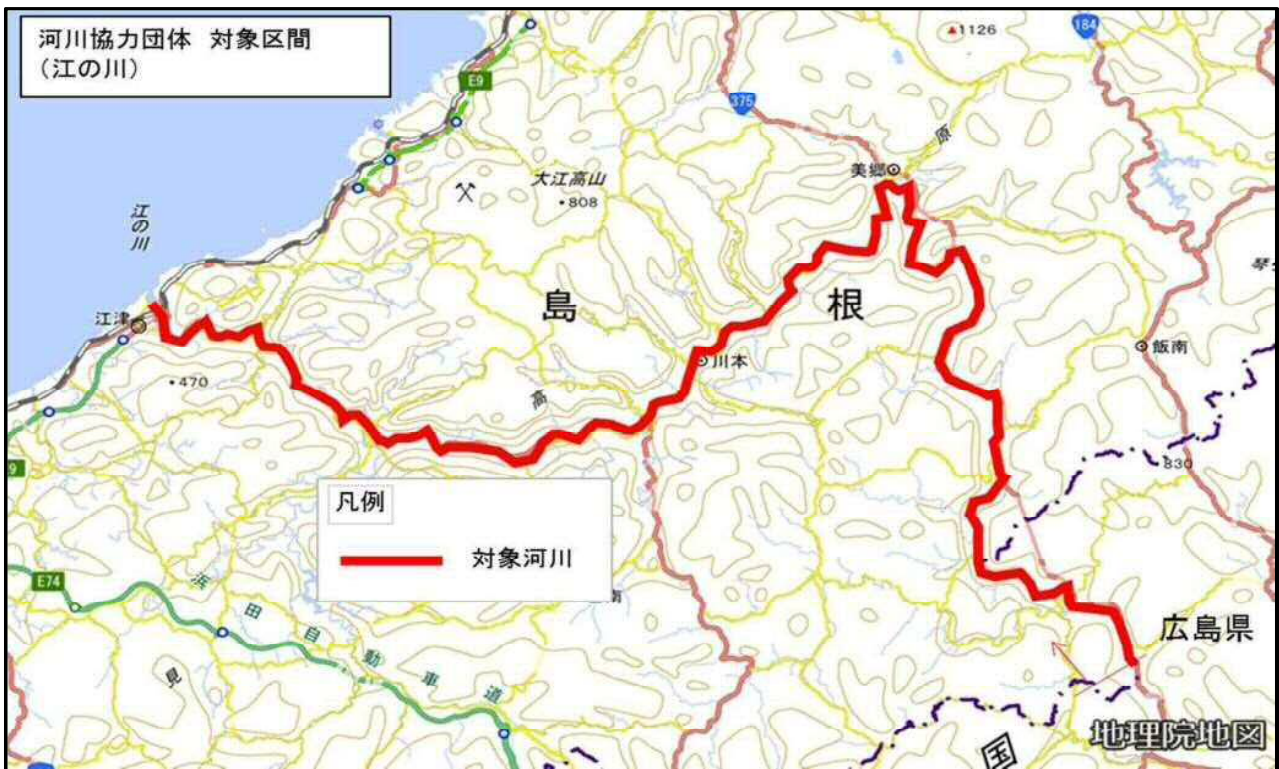 河川協力団体 対象区間
(江の川)
E9
184
1126
375
原
美郷
大江高山
808
江の川
島
根
江津
川本
飯南
470
高
9
830
凡例
対象河川
E74
浜田自動車道
南
広島県
見
国
地理院地図